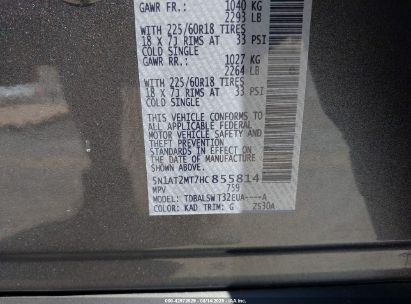 GAWR FR.: 1040 KG
2293 LB
WITH 225/60R18 TIRES
18 x 7J RIMS AT 33 PSI
COLD SINGLE
GAWR RR.: 1027 KG
2264 LB
WITH 225/60R18 TIRES
18 x 7J RIMS AT 33 PSI
COLD SINGLE
THIS VEHICLE CONFORMS TO
ALL APPLICABLE FEDERAL
MOTOR VEHICLE SAFETY AND
THEFT PREVENTION
STANDARDS IN EFFECT ON
THE DATE OF MANUFACTURE
SHOWN ABOVE.
5N1AT2MT7HC855814
MPV 759
MODEL: TDBALSWT32EUA----A
COLOR: KAD TRIM: G 2530A